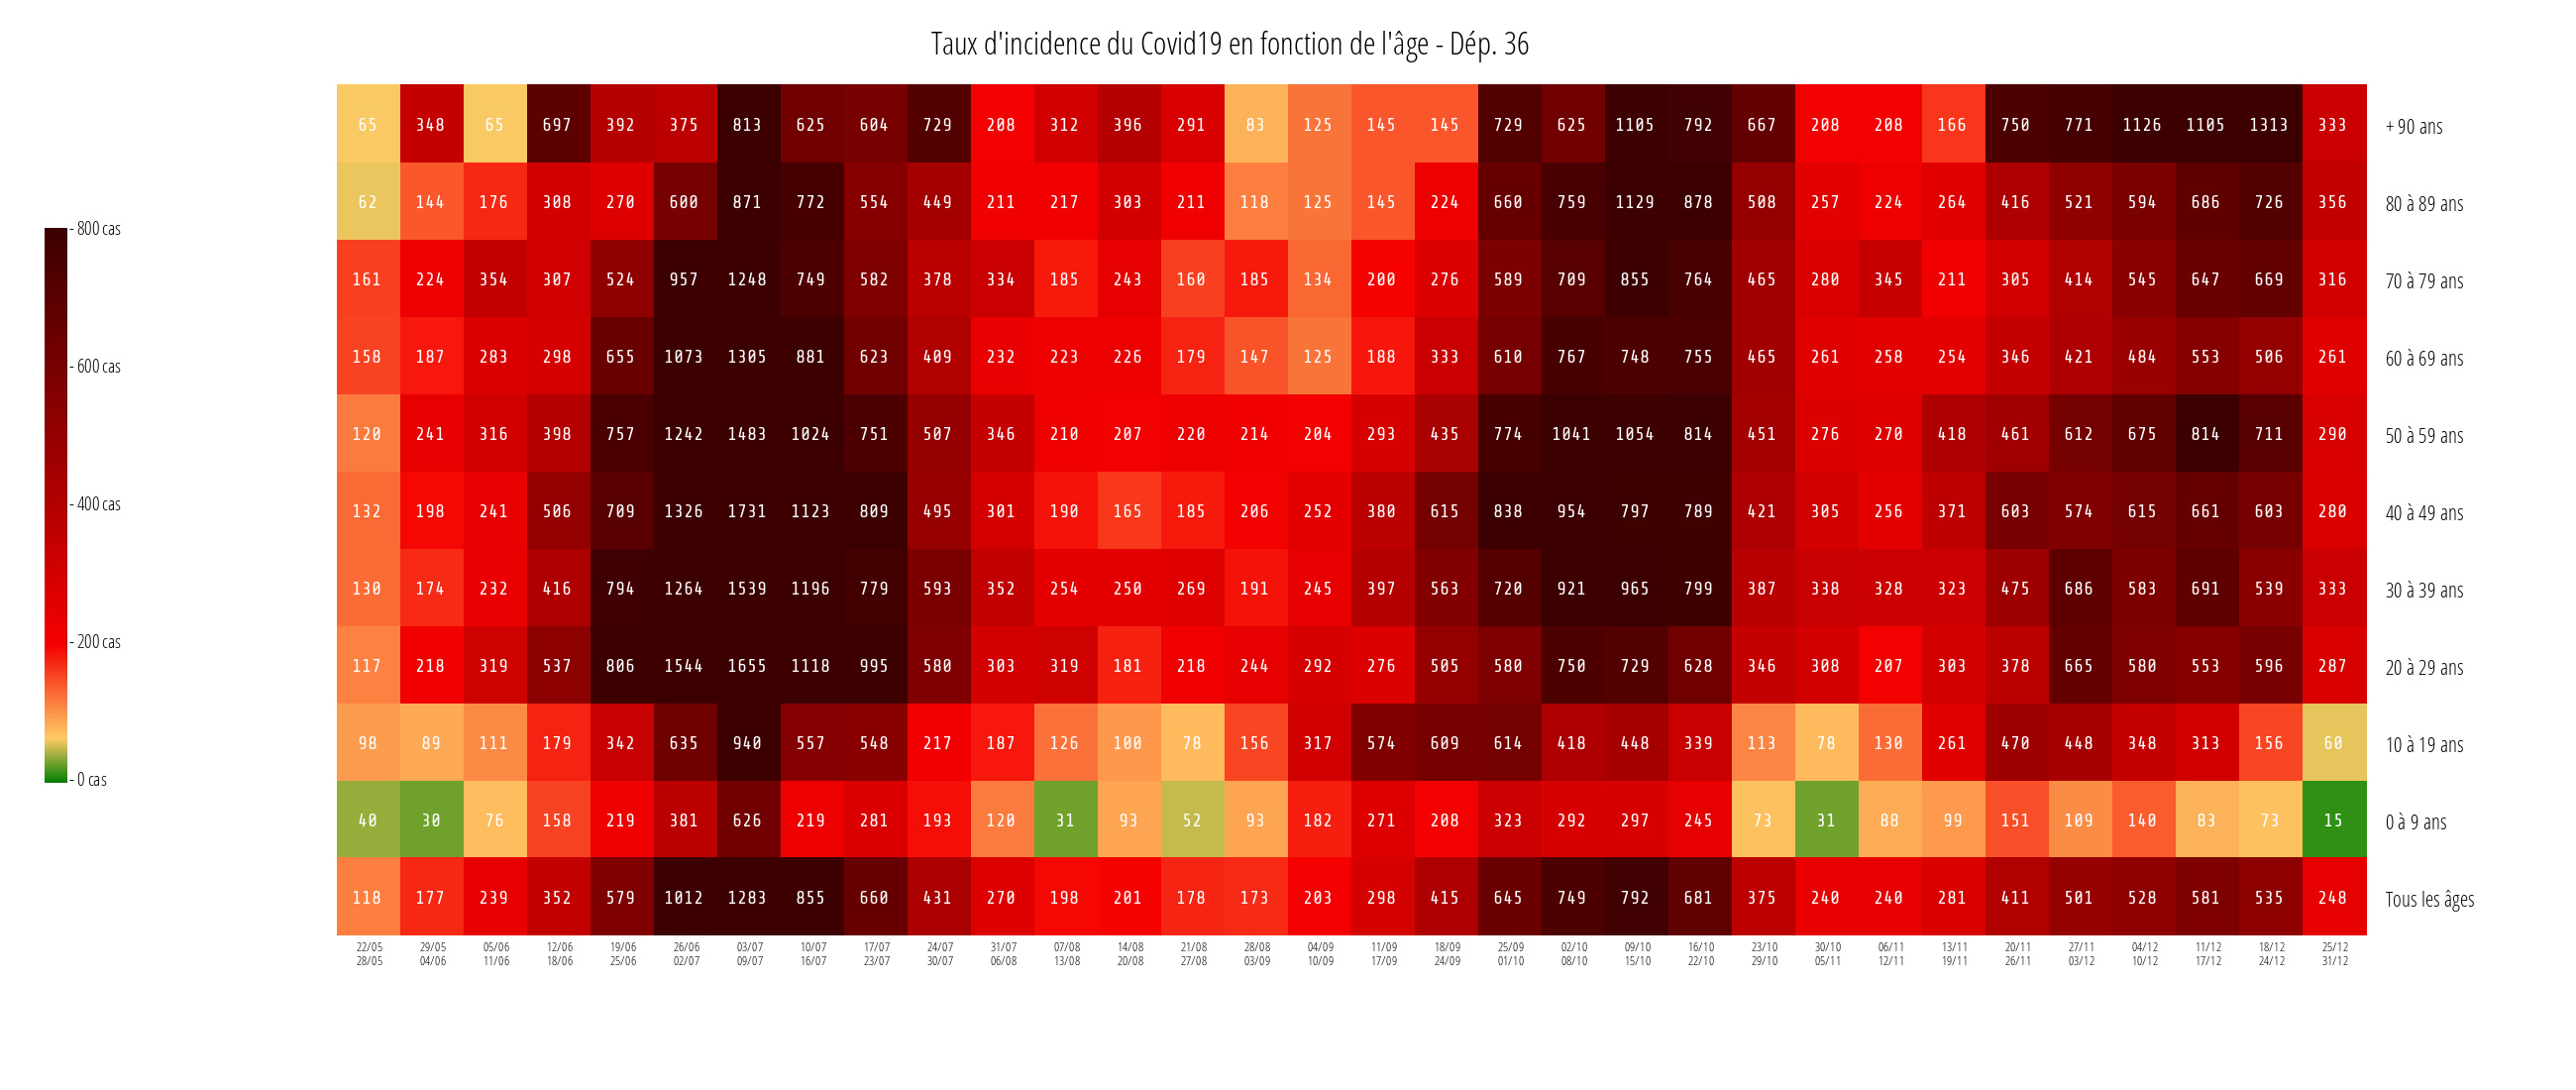 Taux d'incidence du Covid19 en fonction de l'âge - Dép. 36
- 800 cas
- 600 cas
- 400 cas
- 200 cas
- 0 cas
65 348 65 697 392 375 813 625 604 729 208 312 396 291 83 125 145 145 729 625 1105 792 667 208 208 166 750 771 1126 1105 1313 333 + 90 ans
62 144 176 308 270 600 871 772 554 449 211 217 303 211 118 125 145 224 660 759 1129 878 508 257 224 264 416 521 594 686 726 356 80 à 89 ans
161 224 354 307 524 957 1248 749 582 378 334 185 243 160 185 134 200 276 589 709 855 764 465 280 345 211 305 414 545 647 669 316 70 à 79 ans
158 187 283 298 655 1073 1305 881 623 409 232 223 226 179 147 125 188 333 610 767 748 755 465 261 258 254 346 421 484 553 506 261 60 à 69 ans
120 241 316 398 757 1242 1483 1024 751 507 346 210 207 220 214 204 293 435 774 1041 1054 814 451 276 270 418 461 612 675 814 711 290 50 à 59 ans
132 198 241 506 709 1326 1731 1123 809 495 301 190 165 185 206 252 380 615 838 954 797 789 421 305 256 371 603 574 615 661 603 280 40 à 49 ans
130 174 232 416 794 1264 1539 1196 779 593 352 254 250 269 191 245 397 563 720 921 965 799 387 338 328 323 475 686 583 691 539 333 30 à 39 ans
117 218 319 537 806 1544 1655 1118 995 580 303 319 181 218 244 292 276 505 580 750 729 628 346 308 207 303 378 665 580 553 596 287 20 à 29 ans
98 89 111 179 342 635 940 557 548 217 187 126 100 78 156 317 574 609 614 418 448 339 113 78 130 261 470 448 348 313 156 60 10 à 19 ans
40 30 76 158 219 381 626 219 281 193 120 31 93 52 93 182 271 208 323 292 297 245 73 31 88 99 151 109 140 83 73 15 0 à 9 ans
118 177 239 352 579 1012 1283 855 660 431 270 198 201 178 173 203 298 415 645 749 792 681 375 240 240 281 411 501 528 581 535 248 Tous les âges
22/05 29/05 05/06 12/06 19/06 26/06 03/07 10/07 17/07 24/07 31/07 07/08 14/08 21/08 28/08 04/09 11/09 18/09 25/09 02/10 09/10 16/10 23/10 30/10 06/11 13/11 20/11 27/11 04/12 11/12 18/12 25/12
28/05 04/06 11/06 18/06 25/06 02/07 09/07 16/07 23/07 30/07 06/08 13/08 20/08 27/08 03/09 10/09 17/09 24/09 01/10 08/10 15/10 22/10 29/10 05/11 12/11 19/11 26/11 03/12 10/12 17/12 24/12 31/12